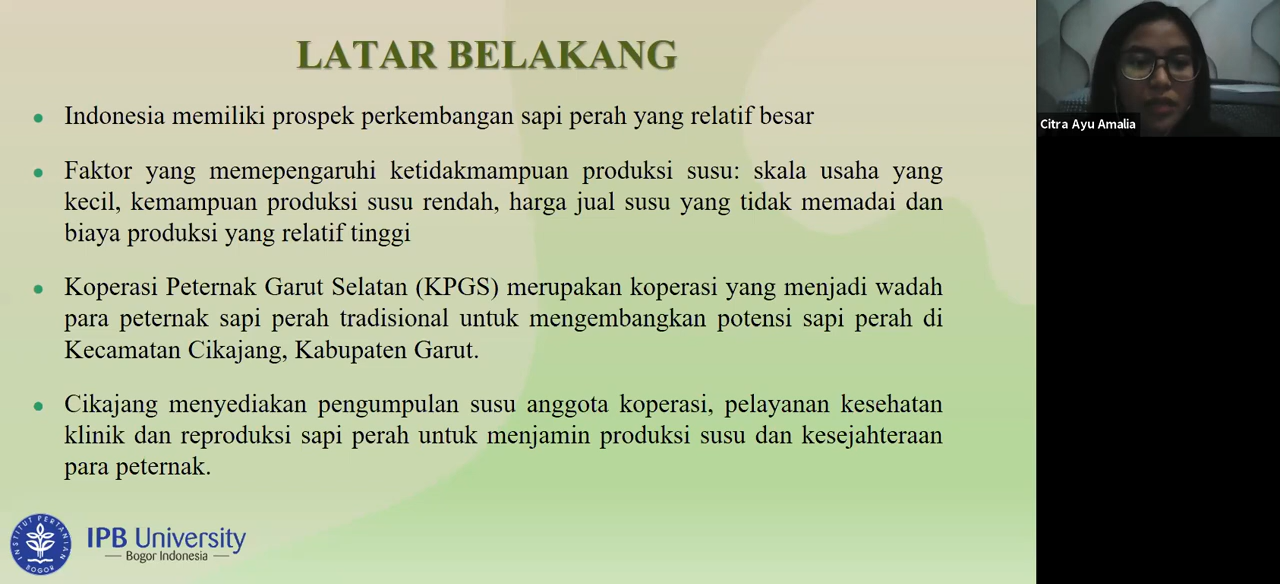 LATAR BELAKANG
Indonesia memiliki prospek perkembangan sapi perah yang relatif besar
Faktor yang memepengaruhi ketidakmampuan produksi susu: skala usaha yang
kecil, kemampuan produksi susu rendah, harga jual susu yang tidak memadai dan
biaya produksi yang relatif tinggi
Koperasi Peternak Garut Selatan (KPGS) merupakan koperasi yang menjadi wadah
para peternak sapi perah tradisional untuk mengembangkan potensi sapi perah di
Kecamatan Cikajang, Kabupaten Garut.
Cikajang menyediakan pengumpulan susu anggota koperasi, pelayanan kesehatan
klinik dan reproduksi sapi perah untuk menjamin produksi susu dan kesejahteraan
para peternak.
INSTITUT PERTANIAN BOGOR
IPB University
Bogor Indonesia
Citra Ayu Amalia